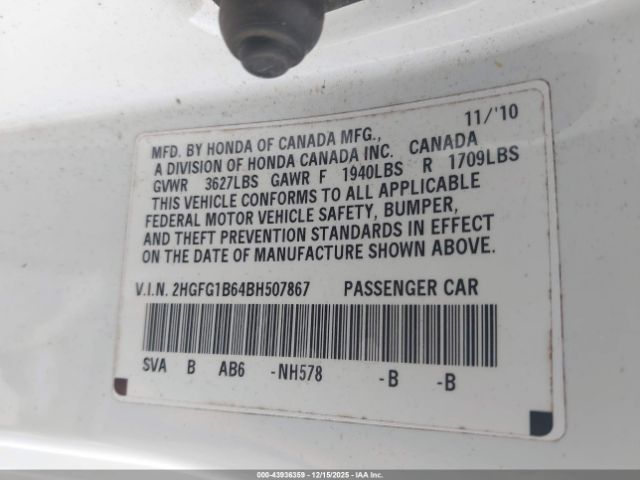 11/'10
MFD. BY HONDA OF CANADA MFG.,
A DIVISION OF HONDA CANADA INC. CANADA
GVWR 3627LBS GAWR F 1940LBS R 1709LBS
THIS VEHICLE CONFORMS TO ALL APPLICABLE
FEDERAL MOTOR VEHICLE SAFETY, BUMPER,
AND THEFT PREVENTION STANDARDS IN EFFECT
ON THE DATE OF MANUFACTURE SHOWN ABOVE.
V.I.N. 2HGFG1B64BH507867 PASSENGER CAR
SVA B AB6 -NH578 -B -B
000-43936359 - 12/15/2025 - IAA Inc.